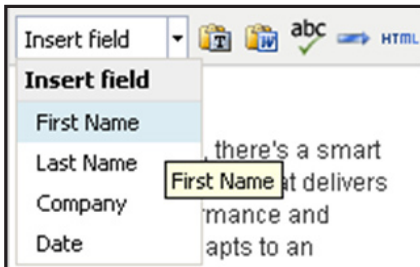 Insert field T W abc HTML
Insert field
First Name
Last Name
Company
Date
First Name
, there's a smart
at delivers
rmance and
apts to an